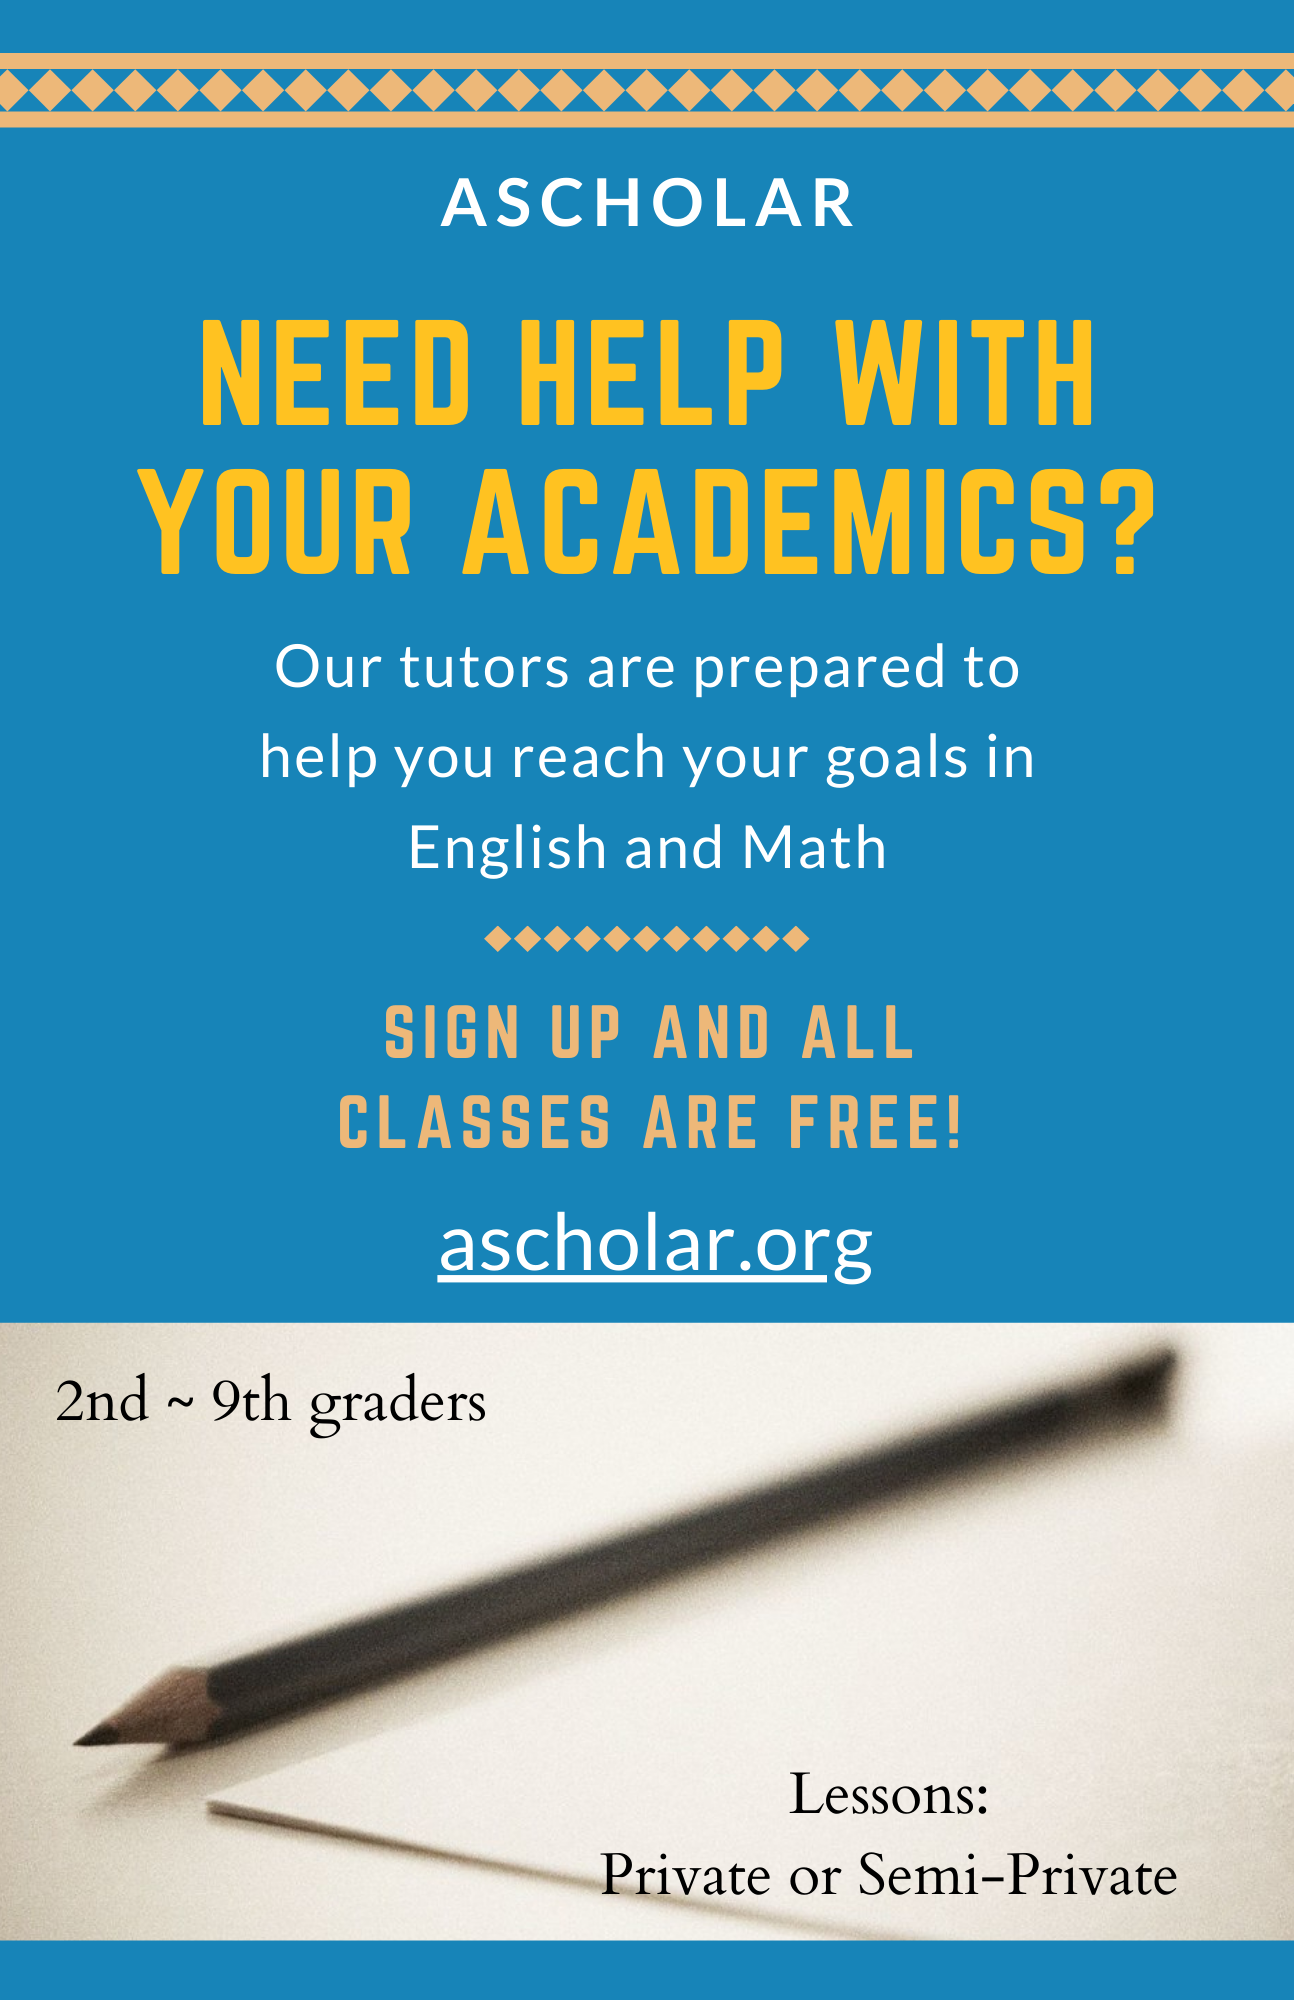 ASCHOLAR
NEED HELP WITH
YOUR ACADEMICS?
Our tutors are prepared to
help you reach your goals in
English and Math
SIGN UP AND ALL
CLASSES ARE FREE!
ascholar.org
2nd ~ 9th graders
Lessons:
Private or Semi-Private